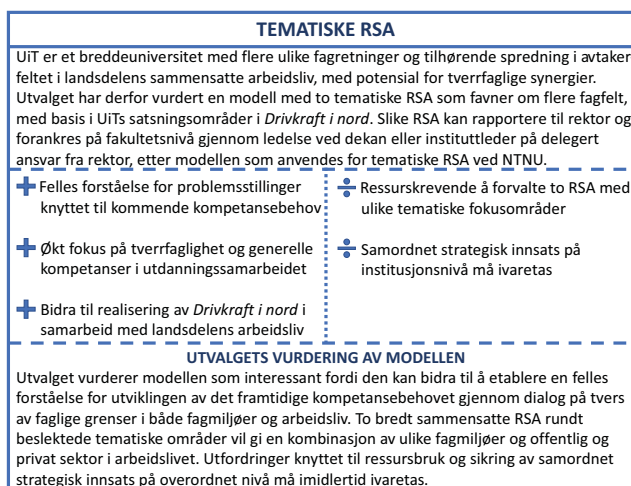 TEMATISKE RSA
UiT er et breddeuniversitet med flere ulike fagretninger og tilhørende spredning i avtaker
feltet i landsdelens sammensatte arbeidsliv, med potensial for tverrfaglige synergier.
Utvalget har derfor vurdert en modell med to tematiske RSA som favner om flere fagfelt,
med basis i UiTs satsningsområder i Drivkraft i nord. Slike RSA kan rapportere til rektor og
forankres på fakultetsnivå gjennom ledelse ved dekan eller instituttleder på delegert
ansvar fra rektor, etter modellen som anvendes for tematiske RSA ved NTNU.
+ Felles forståelse for problemsstillinger
knyttet til kommende kompetansebehov
+ Økt fokus på tverrfaglighet og generelle
kompetanser i utdanningssamarbeidet
+ Bidra til realisering av Drivkraft i nord i
samarbeid med landsdelens arbeidsliv
÷ Ressurskrevende å forvalte to RSA med
ulike tematiske fokusområder
÷ Samordnet strategisk innsats på
institusjonsnivå må ivaretas
UTVALGETS VURDERING AV MODELLEN
Utvalget vurderer modellen som interessant fordi den kan bidra til å etablere en felles
forståelse for utviklingen av det framtidige kompetansebehovet gjennom dialog på tvers
av faglige grenser i både fagmiljøer og arbeidsliv. To bredt sammensatte RSA rundt
beslektede tematiske områder vil gi en kombinasjon av ulike fagmiljøer og offentlig og
privat sektor i arbeidslivet. Utfordringer knyttet til ressursbruk og sikring av samordnet
strategisk innsats på overordnet nivå må imidlertid ivaretas.